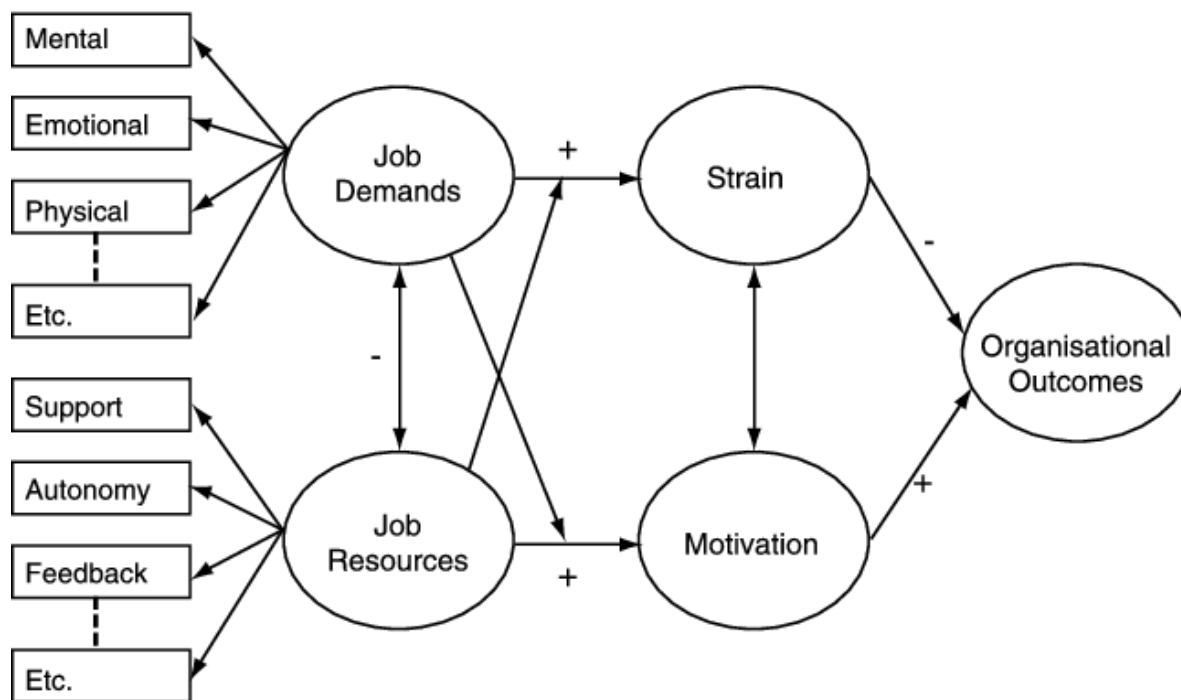 Mental
Emotional
Physical
Etc.
Support
Autonomy
Feedback
Etc.
Job
Demands
Job
Resources
+
-
+
Strain
Motivation
-
+
Organisational
Outcomes